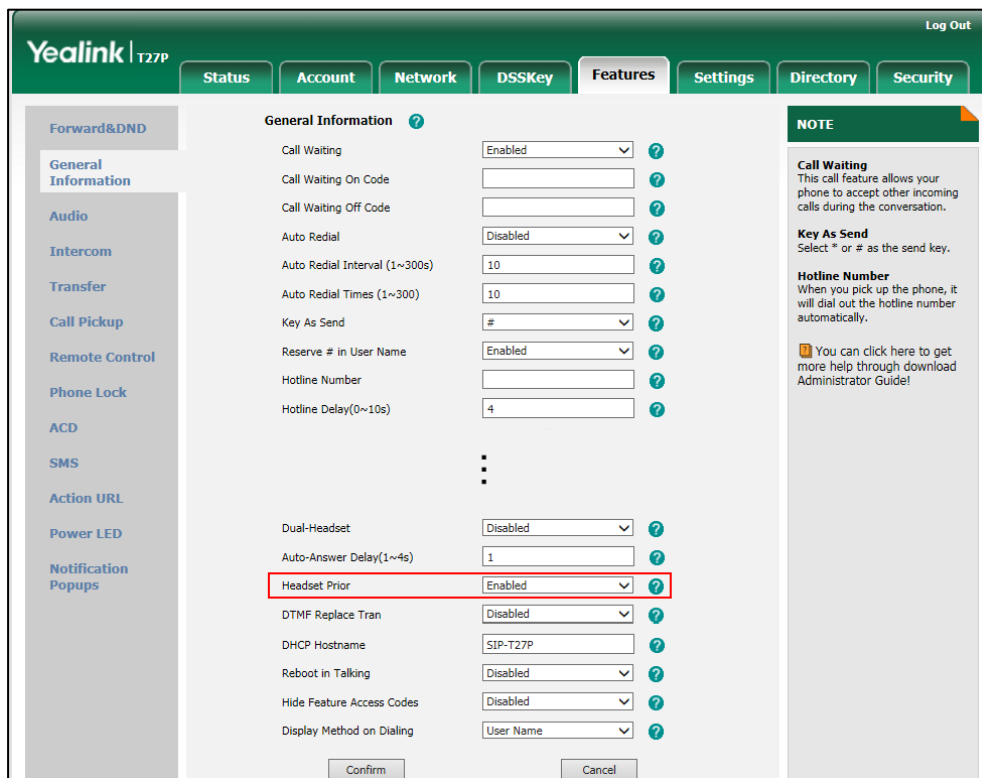 Log Out
Yealink | T27P
Status Account Network DSSKey Features Settings Directory Security
Forward&DND
General
Information
Audio
Intercom
Transfer
Call Pickup
Remote Control
Phone Lock
ACD
SMS
Action URL
Power LED
Notification
Popups
General Information ?
Call Waiting Enabled ?
Call Waiting On Code ?
Call Waiting Off Code ?
Auto Redial Disabled ?
Auto Redial Interval (1~300s) 10 ?
Auto Redial Times (1~300) 10 ?
Key As Send # ?
Reserve # in User Name Enabled ?
Hotline Number ?
Hotline Delay(0~10s) 4 ?
Dual-Headset Disabled ?
Auto-Answer Delay(1~4s) 1 ?
Headset Prior Enabled ?
DTMF Replace Tran Disabled ?
DHCP Hostname SIP-T27P ?
Reboot in Talking Disabled ?
Hide Feature Access Codes Disabled ?
Display Method on Dialing User Name ?
Confirm Cancel
NOTE
Call Waiting
This call feature allows your
phone to accept other incoming
calls during the conversation.
Key As Send
Select * or # as the send key.
Hotline Number
When you pick up the phone, it
will dial out the hotline number
automatically.
? You can click here to get
more help through download
Administrator Guide!